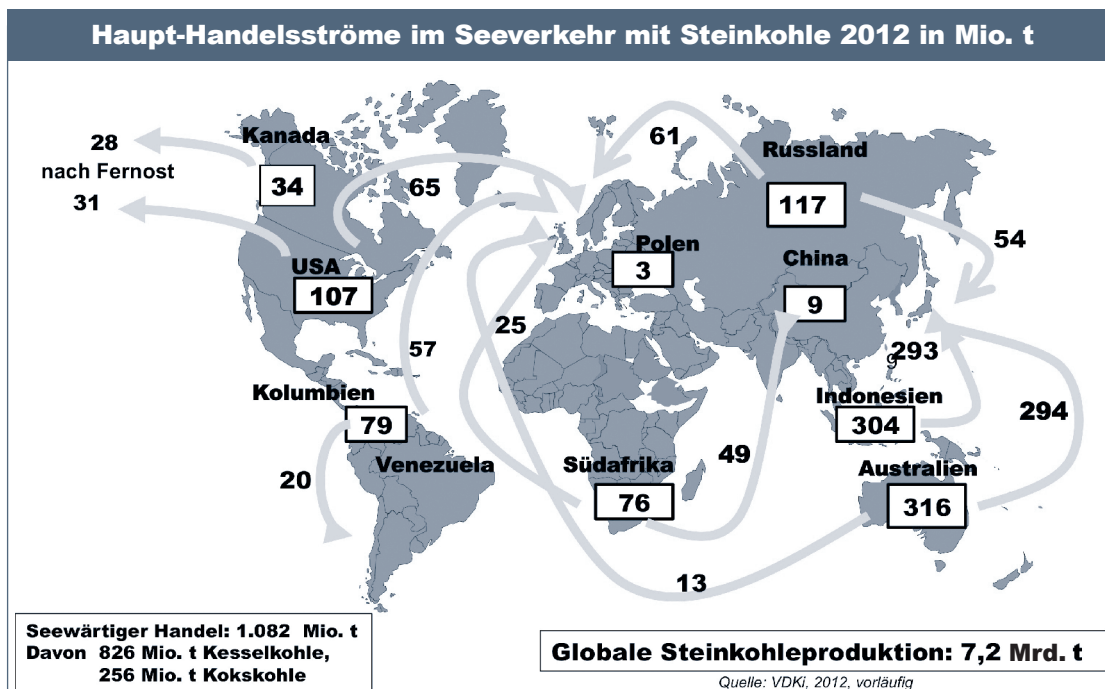 Haupt-Handelsströme im Seeverkehr mit Steinkohle 2012 in Mio. t
28
nach Fernost
31
Kanada
34
65
61
Russland
117
54
USA
107
Polen
3
China
9
25
57
293
9
Kolumbien
79
Indonesien
304
294
Venezuela
20
Südafrika
76
49
Australien
316
13
Seewärtiger Handel: 1.082 Mio. t
Davon 826 Mio. t Kesselkohle,
256 Mio. t Kokskohle
Globale Steinkohleproduktion: 7,2 Mrd. t
Quelle: VDKi, 2012, vorläufig